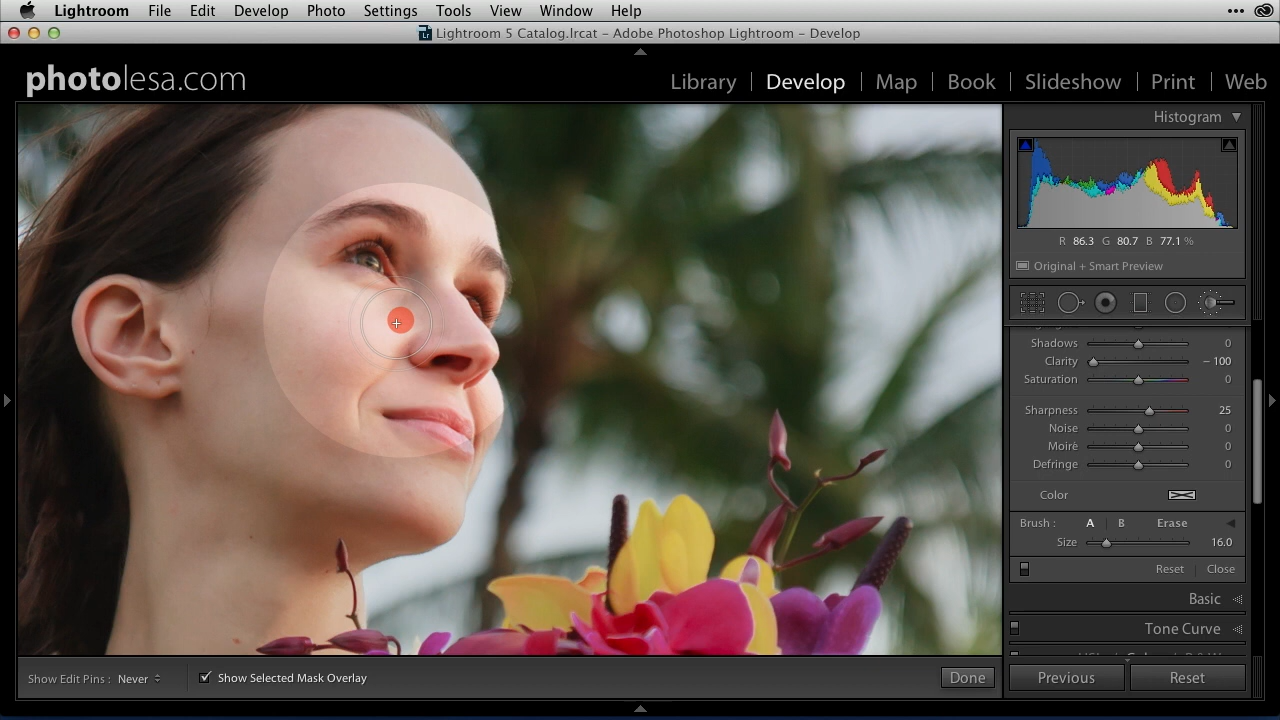 Lightroom File Edit Develop Photo Settings Tools View Window Help
Lightroom 5 Catalog.lrcat – Adobe Photoshop Lightroom – Develop
photolesa.com
Library | Develop | Map | Book | Slideshow | Print | Web
Histogram
R 86.3 G 80.7 B 77.1 %
Original + Smart Preview
Shadows 0
Clarity – 100
Saturation 0
Sharpness 25
Noise 0
Moiré 0
Defringe 0
Color
Brush : A | B Erase
Size 16.0
Reset | Close
Basic
Tone Curve
Show Edit Pins : Never Show Selected Mask Overlay Done
Previous Reset